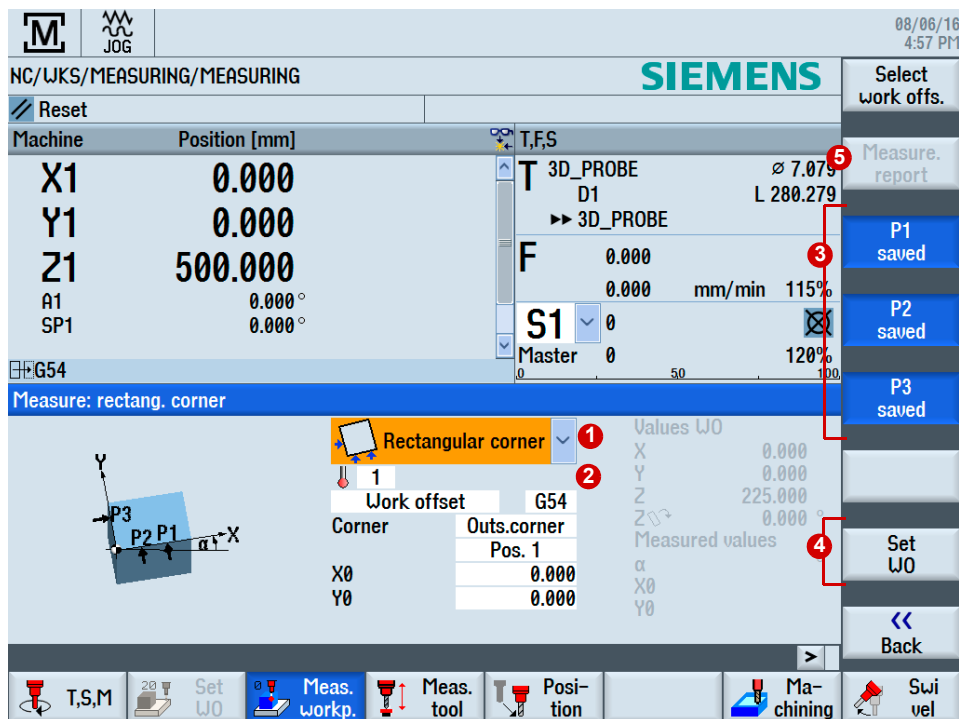 M
JOG
08/06/16
4:57 PM
NC/WKS/MEASURING/MEASURING
SIEMENS
Select
work offs.
Reset
Machine Position [mm]
T,F,S
5
Measure.
report
X1 0.000
Y1 0.000
Z1 500.000
A1 0.000°
SP1 0.000°
T 3D_PROBE ⌀ 7.079
D1 L 280.279
▸▸ 3D_PROBE
F 0.000
0.000 mm/min 115%
3
P1
saved
P2
saved
P3
saved
S1 0
Master 0 120%
0 50 100
G54
Measure: rectang. corner
Rectangular corner 1
1 2
Work offset G54
Corner Outs.corner
Pos. 1
X0 0.000
Y0 0.000
Y
P3
P2 P1 α X
Values WO
X 0.000
Y 0.000
Z 225.000
Z 0.000 °
Measured values
α
X0
Y0
4
Set
WO
<<
Back
>
T,S,M
20
Set
WO
0
Meas.
workp.
Meas.
tool
Posi-
tion
Ma-
chining
Swi
vel